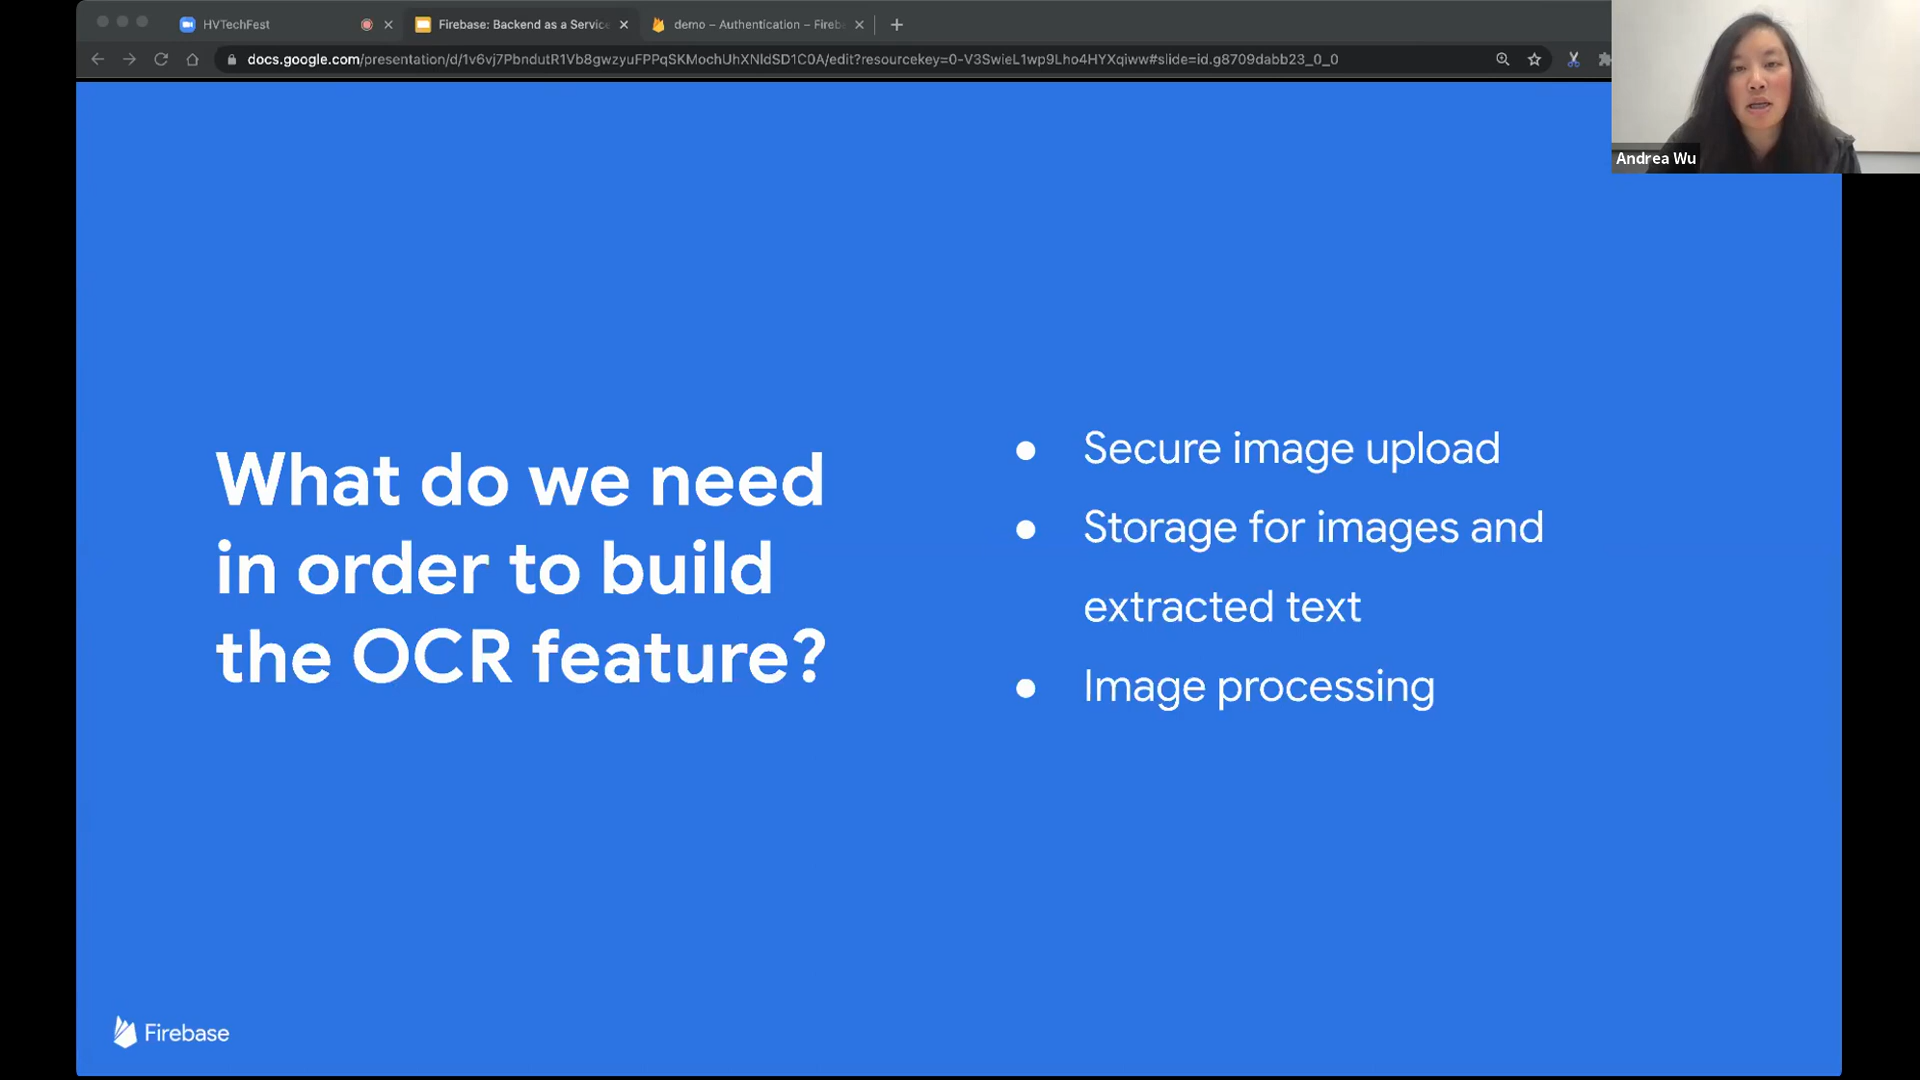 HVTechFest
Firebase: Backend as a Service
demo – Authentication – Fireb
docs.google.com/presentation/d/1v6vj7PbndutR1Vb8gwzyuFPPqSKMochUhXNldSD1C0A/edit?resourcekey=0-V3SwieL1wp9Lho4HYXqiww#slide=id.g8709dabb23_0_0
Andrea Wu
What do we need
in order to build
the OCR feature?
● Secure image upload
● Storage for images and
extracted text
● Image processing
Firebase